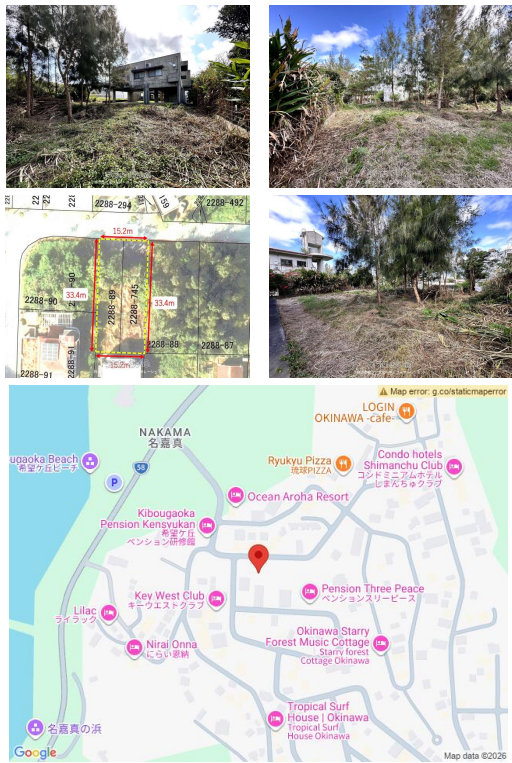 2288-294
159
2288-492
15.2m
2288-90
2288-90
33.4m
2288-89
2288-745
33.4m
2288-88
2288-87
15.2m
2288-91
2288-91
Map error: g.co/staticmaperror
LOGIN
OKINAWA -cafe-
NAKAMA
名嘉真
58
P
ugaoka Beach
希望ケ丘ビーチ
Ryukyu Pizza
琉球PIZZA
Condo hotels
Shimanchu Club
コンドミニアムホテル
しまんちゅクラブ
Ocean Aroha Resort
Kibougaoka
Pension Kensyukan
希望ケ丘
ペンション研修館
Key West Club
キーウエストクラブ
Pension Three Peace
ペンションスリーピース
Lilac
ライラック
Nirai Onna
にらい恩納
Okinawa Starry
Forest Music Cottage
Starry forest
Cottage Okinawa
Tropical Surf
House | Okinawa
Tropical Surf
House Okinawa
名嘉真の浜
Google
Map data ©2026